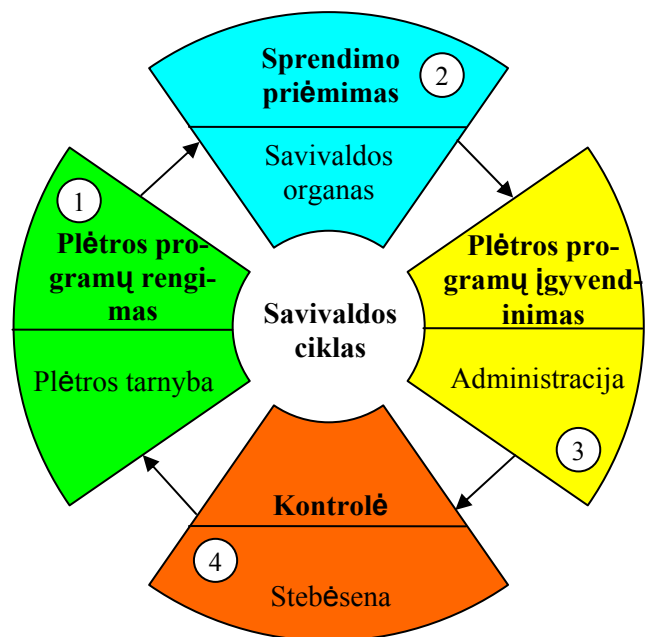 Sprendimo
priėmimas
2
Savivaldos
organas
1
Plėtros pro-
gramų rengi-
mas
Plėtros tarnyba
Savivaldos
ciklas
Plėtros pro-
gramų įgyvend-
inimas
Administracija
3
Kontrolė
4
Stebėsena